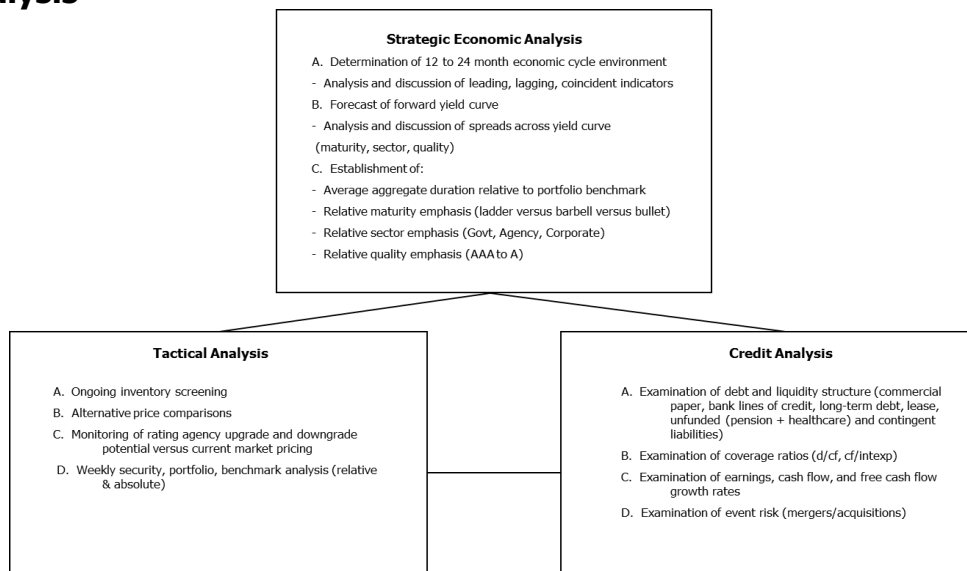 Strategic Economic Analysis
A. Determination of 12 to 24 month economic cycle environment
- Analysis and discussion of leading, lagging, coincident indicators
B. Forecast of forward yield curve
- Analysis and discussion of spreads across yield curve
(maturity, sector, quality)
C. Establishment of:
- Average aggregate duration relative to portfolio benchmark
- Relative maturity emphasis (ladder versus barbell versus bullet)
- Relative sector emphasis (Govt, Agency, Corporate)
- Relative quality emphasis (AAA to A)
Tactical Analysis
A. Ongoing inventory screening
B. Alternative price comparisons
C. Monitoring of rating agency upgrade and downgrade
potential versus current market pricing
D. Weekly security, portfolio, benchmark analysis (relative
& absolute)
Credit Analysis
A. Examination of debt and liquidity structure (commercial
paper, bank lines of credit, long-term debt, lease,
unfunded (pension + healthcare) and contingent
liabilities)
B. Examination of coverage ratios (d/cf, cf/intexp)
C. Examination of earnings, cash flow, and free cash flow
growth rates
D. Examination of event risk (mergers/acquisitions)